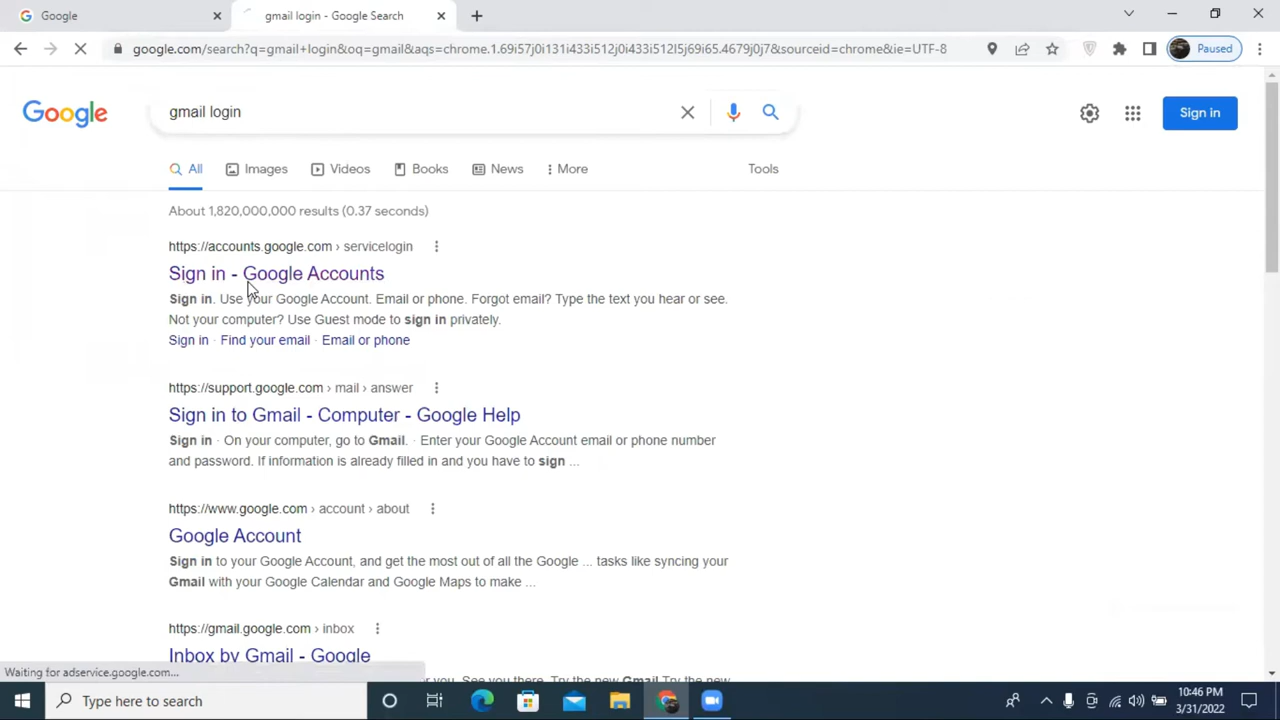 Google
gmail login - Google Search
google.com/search?q=gmail+login&oq=gmail&aqs=chrome.1.69i57j0i131i433i512j0i433i512l5j69i65.4679j0j7&sourceid=chrome&ie=UTF-8
Paused
Google
gmail login
Sign in
All
Images
Videos
Books
News
More
Tools
About 1,820,000,000 results (0.37 seconds)
https://accounts.google.com › servicelogin
Sign in - Google Accounts
Sign in. Use your Google Account. Email or phone. Forgot email? Type the text you hear or see.
Not your computer? Use Guest mode to sign in privately.
Sign in · Find your email · Email or phone
https://support.google.com › mail › answer
Sign in to Gmail - Computer - Google Help
Sign in · On your computer, go to Gmail. · Enter your Google Account email or phone number
and password. If information is already filled in and you have to sign ...
https://www.google.com › account › about
Google Account
Sign in to your Google Account, and get the most out of all the Google ... tasks like syncing your
Gmail with your Google Calendar and Google Maps to make ...
https://gmail.google.com › inbox
Inbox by Gmail - Google
Waiting for adservice.google.com...
Type here to search
10:46 PM
3/31/2022